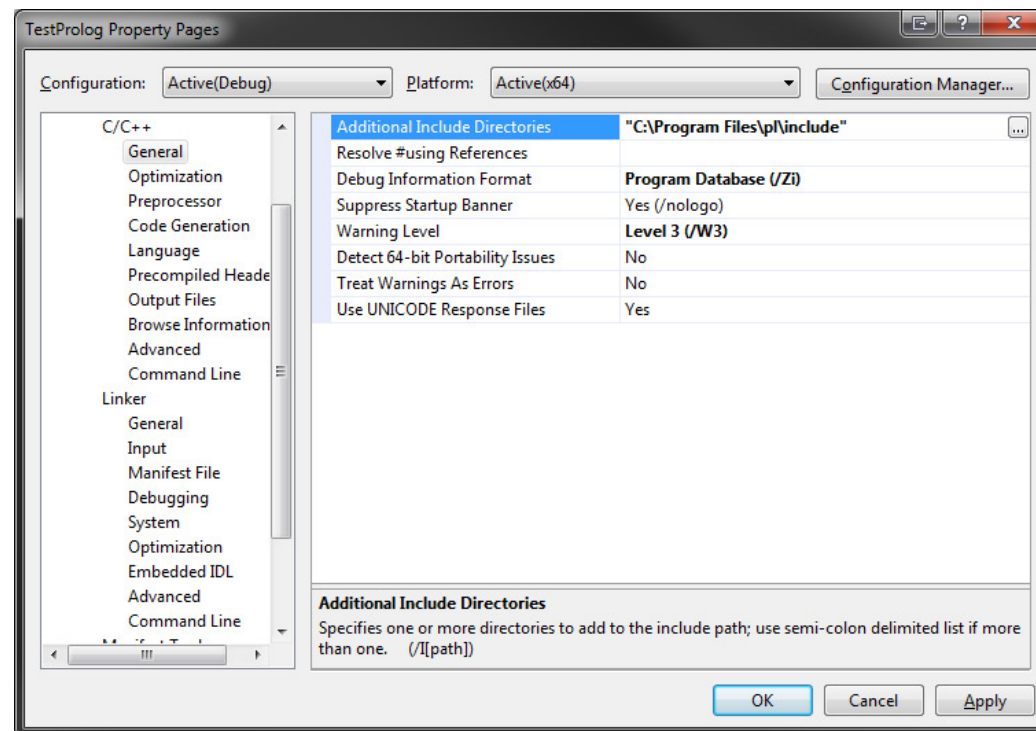 TestProlog Property Pages
Configuration: Active(Debug) Platform: Active(x64) Configuration Manager...
C/C++
General
Optimization
Preprocessor
Code Generation
Language
Precompiled Heade
Output Files
Browse Information
Advanced
Command Line
Linker
General
Input
Manifest File
Debugging
System
Optimization
Embedded IDL
Advanced
Command Line
Additional Include Directories "C:\Program Files\pl\include" ...
Resolve #using References
Debug Information Format Program Database (/Zi)
Suppress Startup Banner Yes (/nologo)
Warning Level Level 3 (/W3)
Detect 64-bit Portability Issues No
Treat Warnings As Errors No
Use UNICODE Response Files Yes
Additional Include Directories
Specifies one or more directories to add to the include path; use semi-colon delimited list if more
than one. (/I[path])
OK Cancel Apply